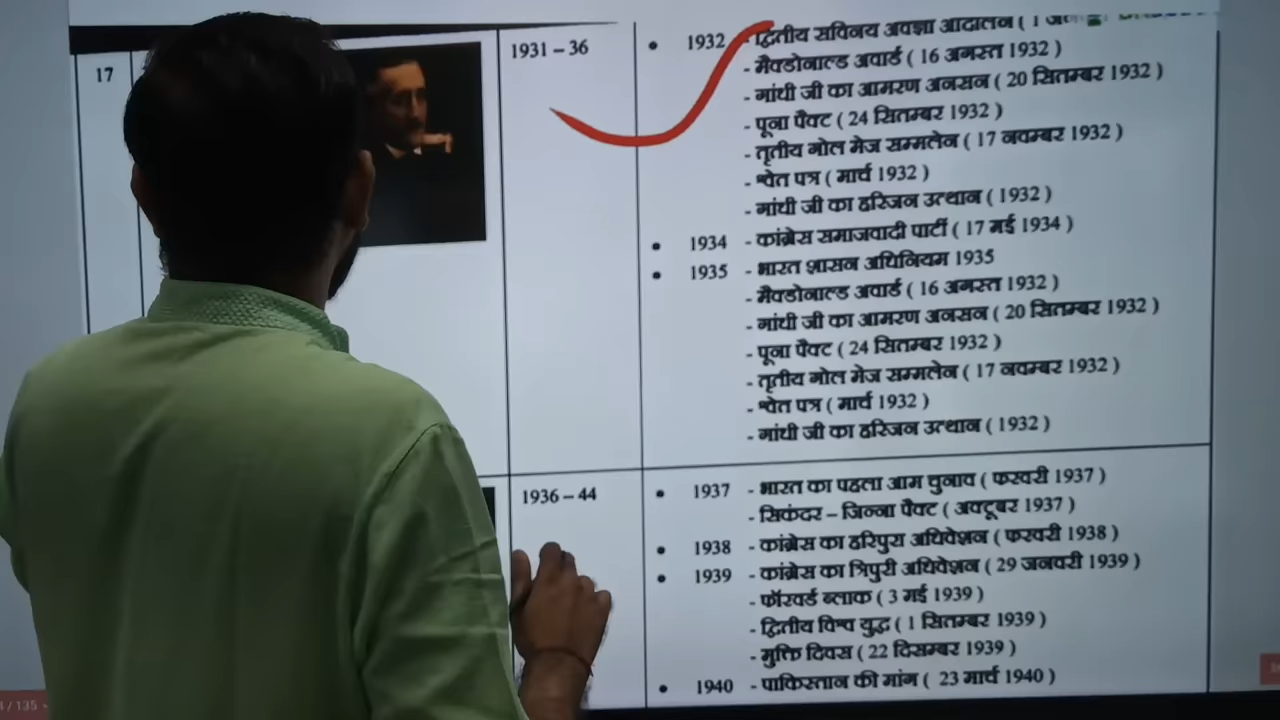 17
1931 – 36
• 1932 - द्वितीय सविनय अवज्ञा आंदोलन ( 1
- मैक्डोनाल्ड अवार्ड ( 16 अगस्त 1932 )
- गांधी जी का आमरण अनसन ( 20 सितम्बर 1932 )
- पूना पैक्ट ( 24 सितम्बर 1932 )
- तृतीय गोल मेज सम्मलेन ( 17 नवम्बर 1932 )
- श्वेत पत्र ( मार्च 1932 )
- गांधी जी का हरिजन उत्थान ( 1932 )
• 1934 - कांग्रेस समाजवादी पार्टी ( 17 मई 1934 )
• 1935 - भारत शासन अधिनियम 1935
- मैक्डोनाल्ड अवार्ड ( 16 अगस्त 1932 )
- गांधी जी का आमरण अनसन ( 20 सितम्बर 1932 )
- पूना पैक्ट ( 24 सितम्बर 1932 )
- तृतीय गोल मेज सम्मलेन ( 17 नवम्बर 1932 )
- श्वेत पत्र ( मार्च 1932 )
- गांधी जी का हरिजन उत्थान ( 1932 )
1936 – 44
• 1937 - भारत का पहला आम चुनाव ( फरवरी 1937 )
- सिकंदर – जिन्ना पैक्ट ( अक्टूबर 1937 )
• 1938 - कांग्रेस का हरिपुरा अधिवेशन ( फरवरी 1938 )
• 1939 - कांग्रेस का त्रिपुरी अधिवेशन ( 29 जनवरी 1939 )
- फॉरवर्ड ब्लाक ( 3 मई 1939 )
- द्वितीय विश्व युद्ध ( 1 सितम्बर 1939 )
- मुक्ति दिवस ( 22 दिसम्बर 1939 )
• 1940 - पाकिस्तान की मांग ( 23 मार्च 1940 )
/ 135